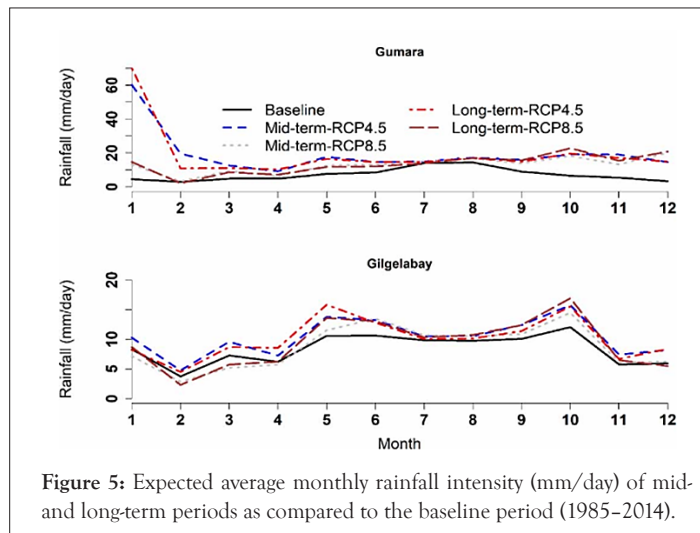 Gumara
Rainfall (mm/day)
60
40
20
0
Baseline
Mid-term-RCP4.5
Mid-term-RCP8.5
Long-term-RCP4.5
Long-term-RCP8.5
1 2 3 4 5 6 7 8 9 10 11 12
Gilgelabay
Rainfall (mm/day)
20
10
5
0
1 2 3 4 5 6 7 8 9 10 11 12
Month
Figure 5: Expected average monthly rainfall intensity (mm/day) of mid-
and long-term periods as compared to the baseline period (1985–2014).